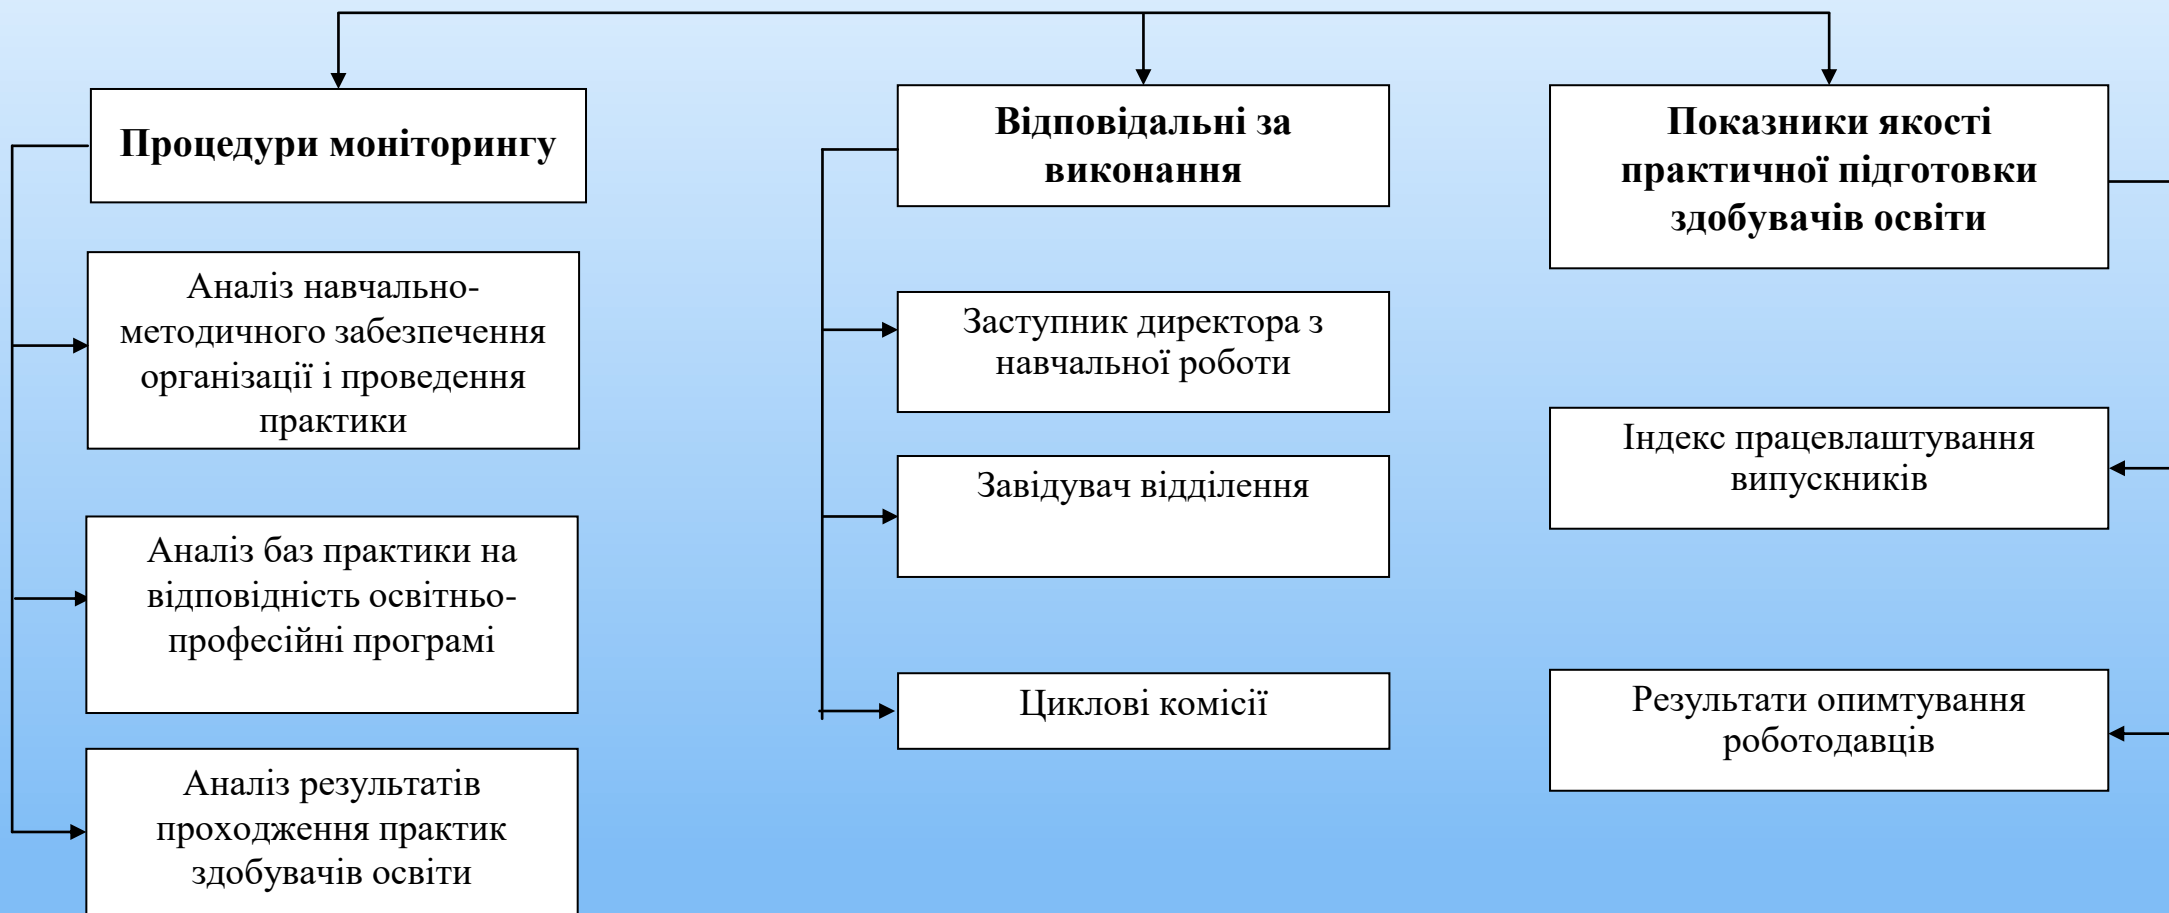 Процедури моніторингу
Аналіз навчально-
методичного забезпечення
організації і проведення
практики
Аналіз баз практики на
відповідність освітньо-
професійні програмі
Аналіз результатів
проходження практик
здобувачів освіти
Відповідальні за
виконання
Заступник директора з
навчальної роботи
Завідувач відділення
Циклові комісії
Показники якості
практичної підготовки
здобувачів освіти
Індекс працевлаштування
випускників
Результати опимтування
роботодавців